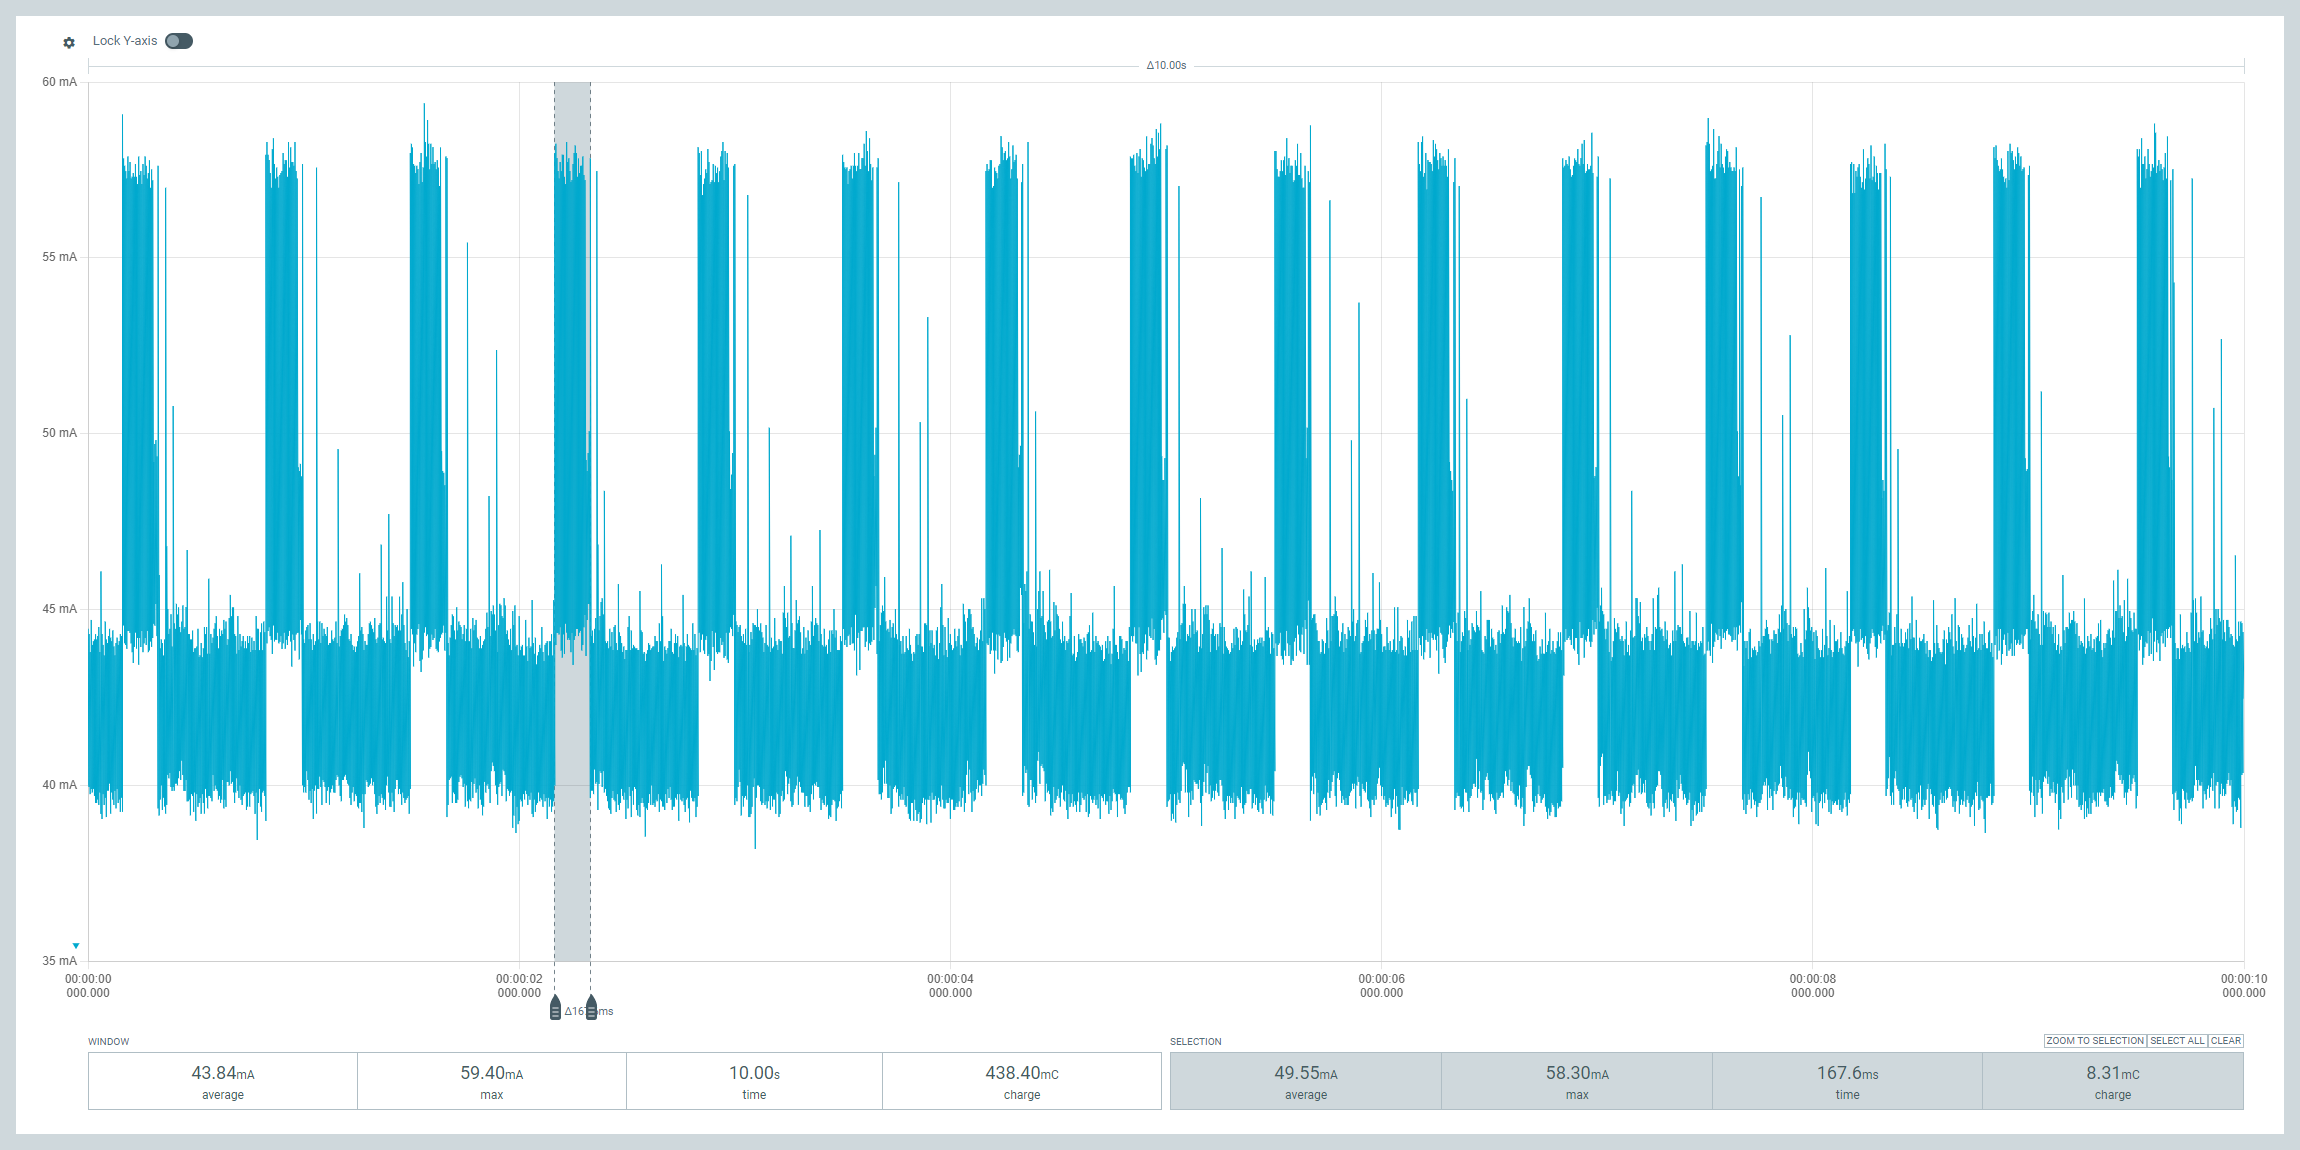 Lock Y-axis
Δ10.00s
60 mA
55 mA
50 mA
45 mA
40 mA
35 mA
00:00:00 00:00:02 00:00:04 00:00:06 00:00:08 00:00:10
000.000 000.000 000.000 000.000 000.000 000.000
WINDOW
43.84mA 59.40mA 10.00s 438.40mC
average max time charge
SELECTION
ZOOM TO SELECTION SELECT ALL CLEAR
49.55mA 58.30mA 167.6ms 8.31mC
average max time charge